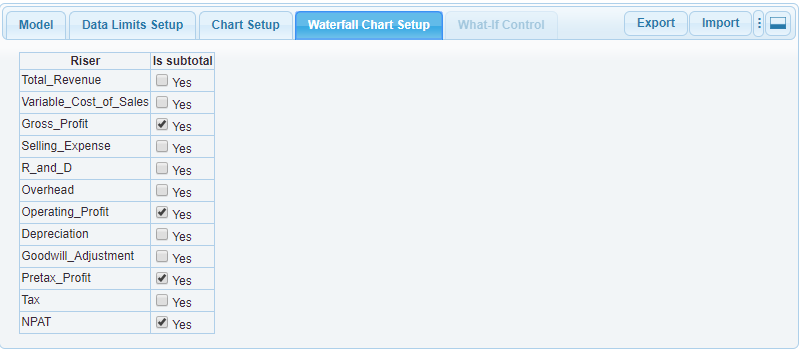 Model Data Limits Setup Chart Setup Waterfall Chart Setup What-If Control Export Import
Riser Is subtotal
Total_Revenue Yes
Variable_Cost_of_Sales Yes
Gross_Profit Yes
Selling_Expense Yes
R_and_D Yes
Overhead Yes
Operating_Profit Yes
Depreciation Yes
Goodwill_Adjustment Yes
Pretax_Profit Yes
Tax Yes
NPAT Yes